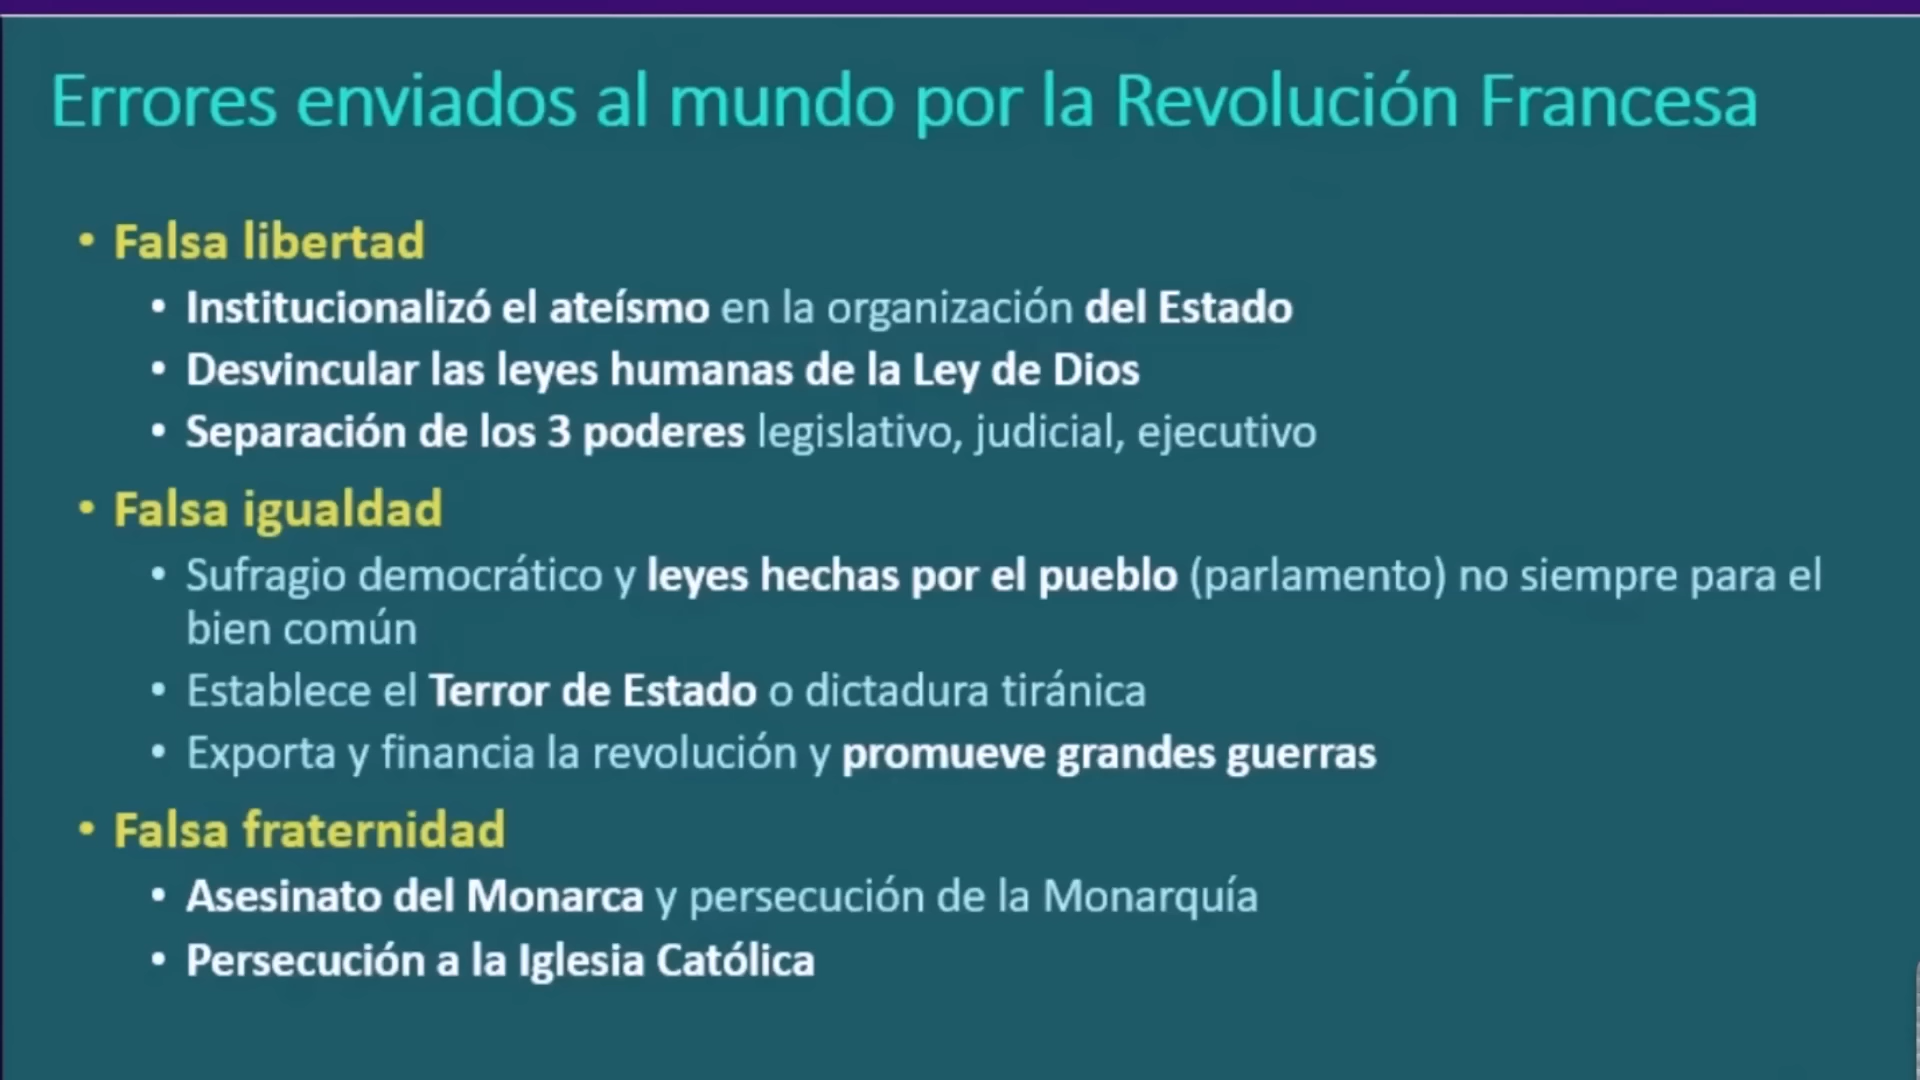 Errores enviados al mundo por la Revolución Francesa
• Falsa libertad
• Institucionalizó el ateísmo en la organización del Estado
• Desvincular las leyes humanas de la Ley de Dios
• Separación de los 3 poderes legislativo, judicial, ejecutivo
• Falsa igualdad
• Sufragio democrático y leyes hechas por el pueblo (parlamento) no siempre para el
bien común
• Establece el Terror de Estado o dictadura tiránica
• Exporta y financia la revolución y promueve grandes guerras
• Falsa fraternidad
• Asesinato del Monarca y persecución de la Monarquía
• Persecución a la Iglesia Católica